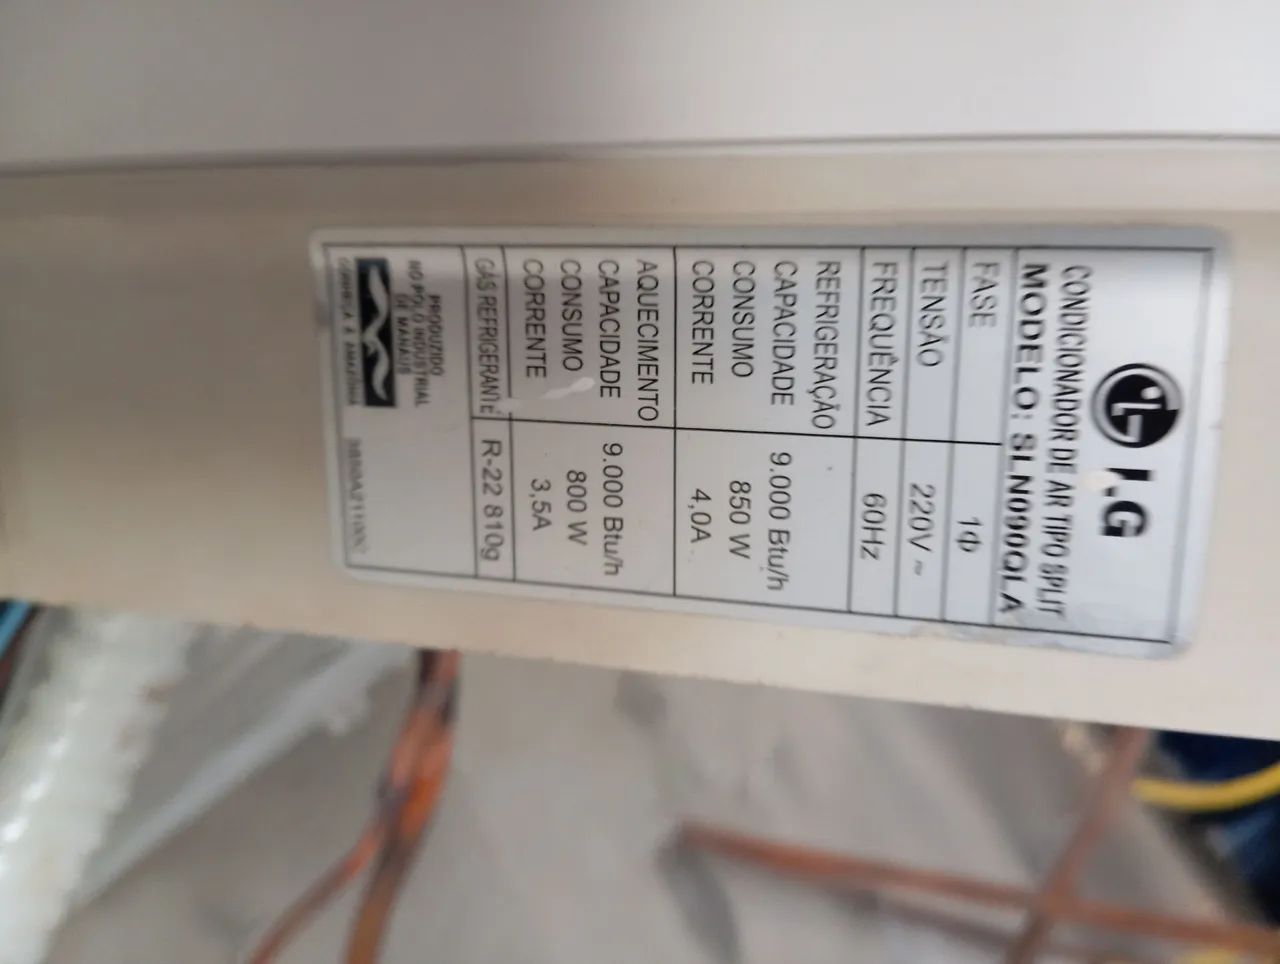 LG
CONDICIONADOR DE AR TIPO SPLIT
MODELO: SLN090QLA
FASE 1Φ
TENSÃO 220V ~
FREQUÊNCIA 60Hz
REFRIGERAÇÃO
CAPACIDADE 9.000 Btu/h
CONSUMO 850 W
CORRENTE 4,0A
AQUECIMENTO
CAPACIDADE 9.000 Btu/h
CONSUMO 800 W
CORRENTE 3,5A
GÁS REFRIGERANTE R-22 810g
PRODUZIDO
NO POLO INDUSTRIAL
DE MANAUS
CONHEÇA A AMAZÔNIA